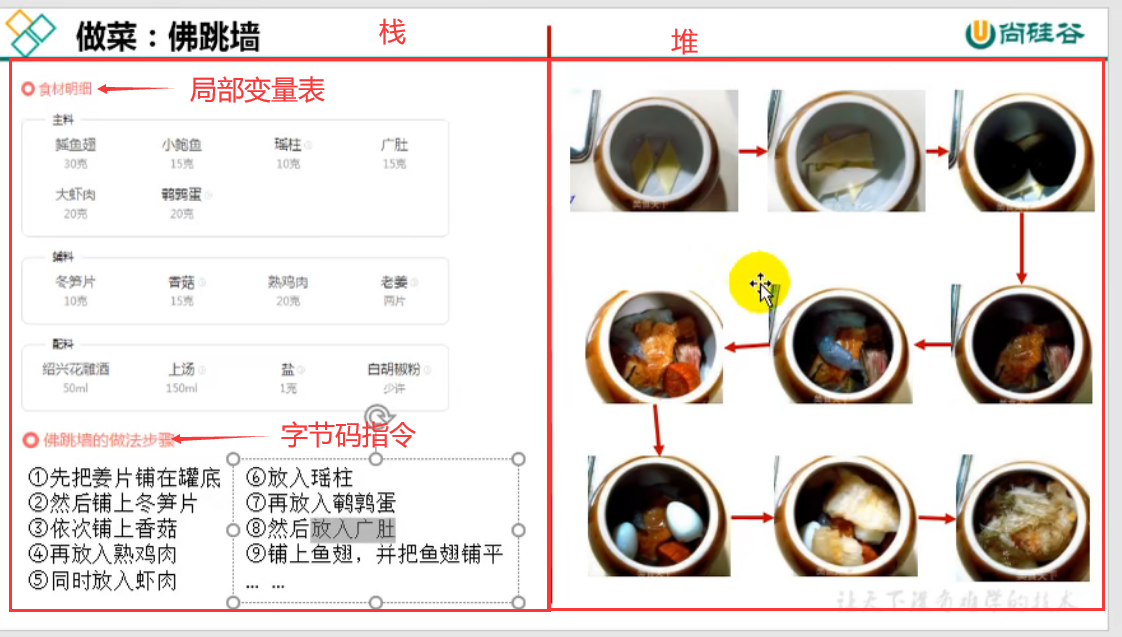 做菜：佛跳墙
栈
堆
尚硅谷
食材明细
局部变量表
主料
鲨鱼翅 小鲍鱼 瑶柱 广肚
30克 15克 10克 15克
大虾肉 鹌鹑蛋
20克 20克
辅料
冬笋片 香菇 熟鸡肉 老姜
10克 15克 20克 两片
配料
绍兴花雕酒 上汤 盐 白胡椒粉
50ml 150ml 1克 少许
佛跳墙的做法步骤
字节码指令
①先把姜片铺在罐底
②然后铺上冬笋片
③依次铺上香菇
④再放入熟鸡肉
⑤同时放入虾肉
⑥放入瑶柱
⑦再放入鹌鹑蛋
⑧然后放入广肚
⑨铺上鱼翅，并把鱼翅铺平
… …
让天下没有难学的技术